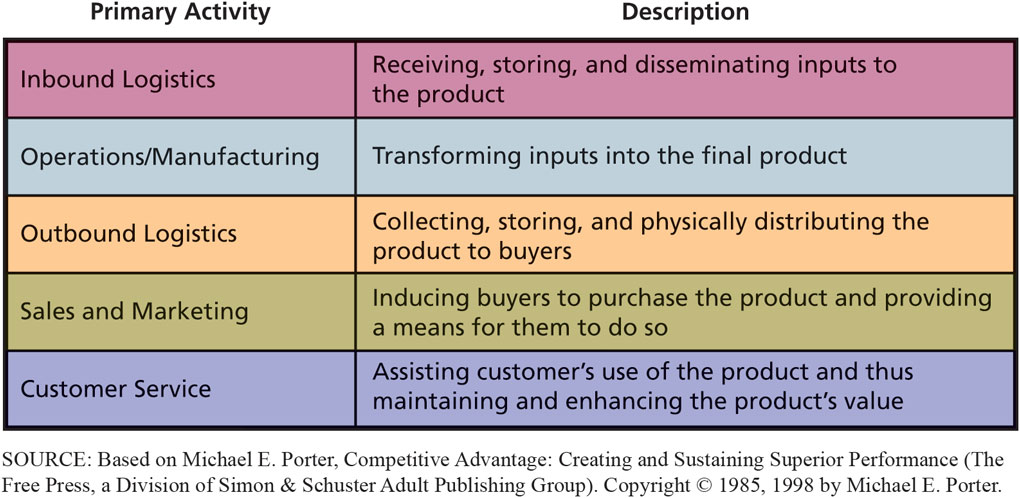 Primary Activity
Description
Inbound Logistics
Receiving, storing, and disseminating inputs to
the product
Operations/Manufacturing
Transforming inputs into the final product
Outbound Logistics
Collecting, storing, and physically distributing the
product to buyers
Sales and Marketing
Inducing buyers to purchase the product and providing
a means for them to do so
Customer Service
Assisting customer’s use of the product and thus
maintaining and enhancing the product’s value
SOURCE: Based on Michael E. Porter, Competitive Advantage: Creating and Sustaining Superior Performance (The
Free Press, a Division of Simon & Schuster Adult Publishing Group). Copyright © 1985, 1998 by Michael E. Porter.